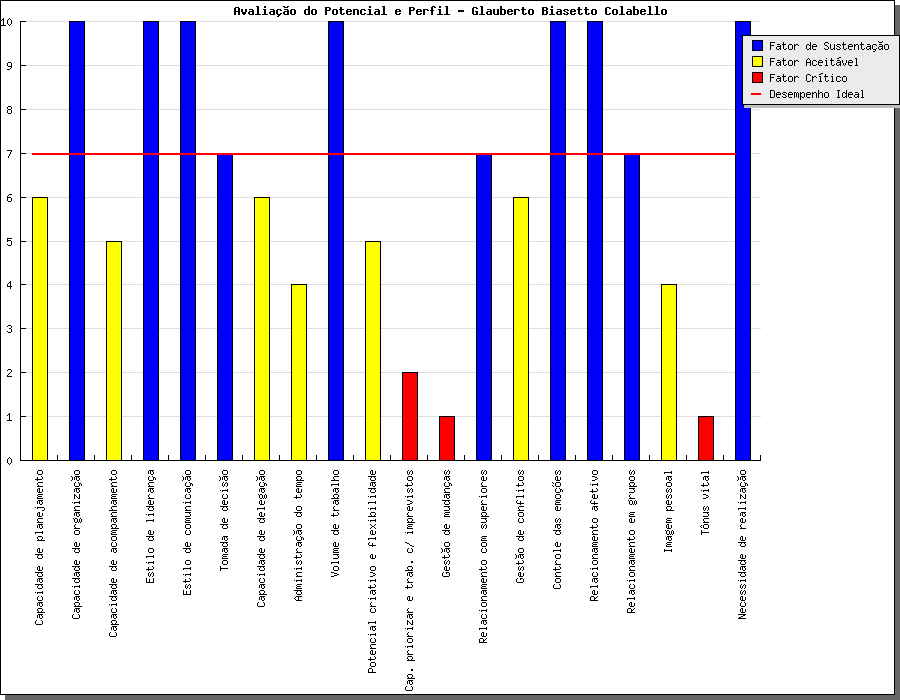 Avaliação do Potencial e Perfil - Glauberto Biasetto Colabello
10
9
8
7
6
5
4
3
2
1
0
Fator de Sustentação
Fator Aceitável
Fator Crítico
Desempenho Ideal
Capacidade de planejamento
Capacidade de organização
Capacidade de acompanhamento
Estilo de liderança
Estilo de comunicação
Tomada de decisão
Capacidade de delegação
Administração do tempo
Volume de trabalho
Potencial criativo e flexibilidade
Cap. priorizar e trab. c/ imprevistos
Gestão de mudanças
Relacionamento com superiores
Gestão de conflitos
Controle das emoções
Relacionamento afetivo
Relacionamento em grupos
Imagem pessoal
Tônus vital
Necessidade de realização